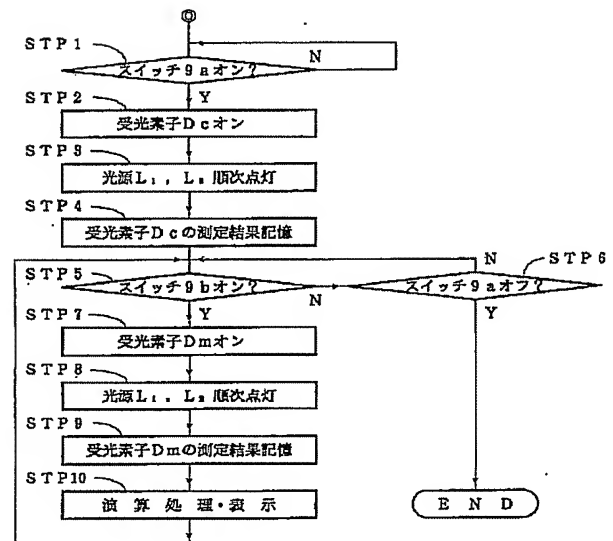 ◎
STP1
スイッチ9aオン?
N
Y
STP2
受光素子Dcオン
STP3
光源L₁, L₂順次点灯
STP4
受光素子Dcの測定結果記憶
STP5
スイッチ9bオン?
N
Y
STP6
スイッチ9aオフ?
N
Y
STP7
受光素子Dmオン
STP8
光源L₁, L₂順次点灯
STP9
受光素子Dmの測定結果記憶
STP10
演算処理・表示
END